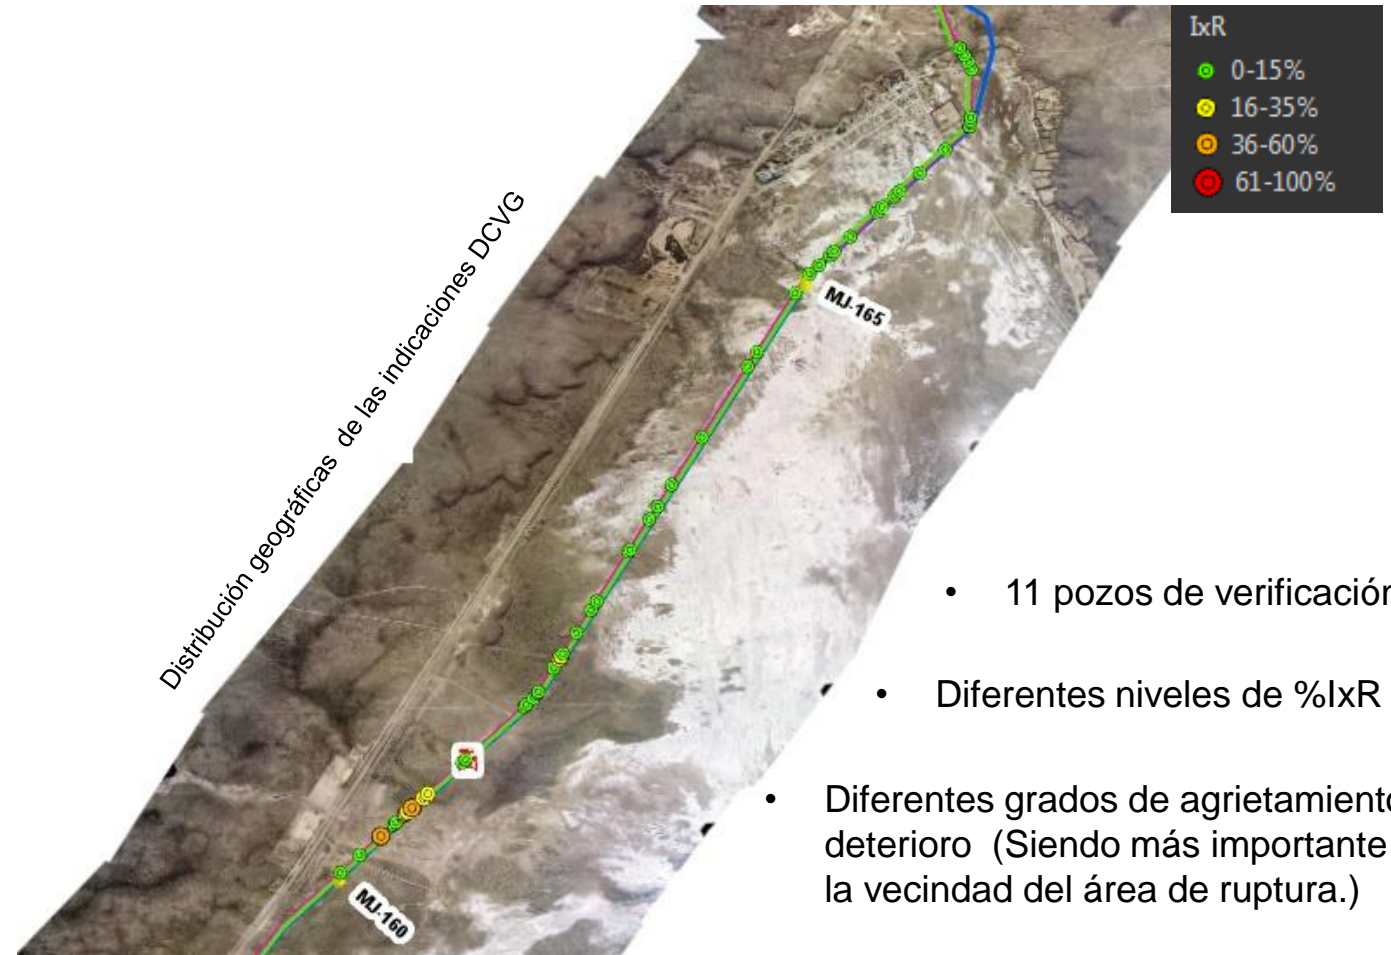 IxR
0-15%
16-35%
36-60%
61-100%
Distribución geográficas de las indicaciones DCVG
MJ-165
MJ-160
• 11 pozos de verificación
• Diferentes niveles de %IxR
• Diferentes grados de agrietamiento
deterioro (Siendo más importante
la vecindad del área de ruptura.)